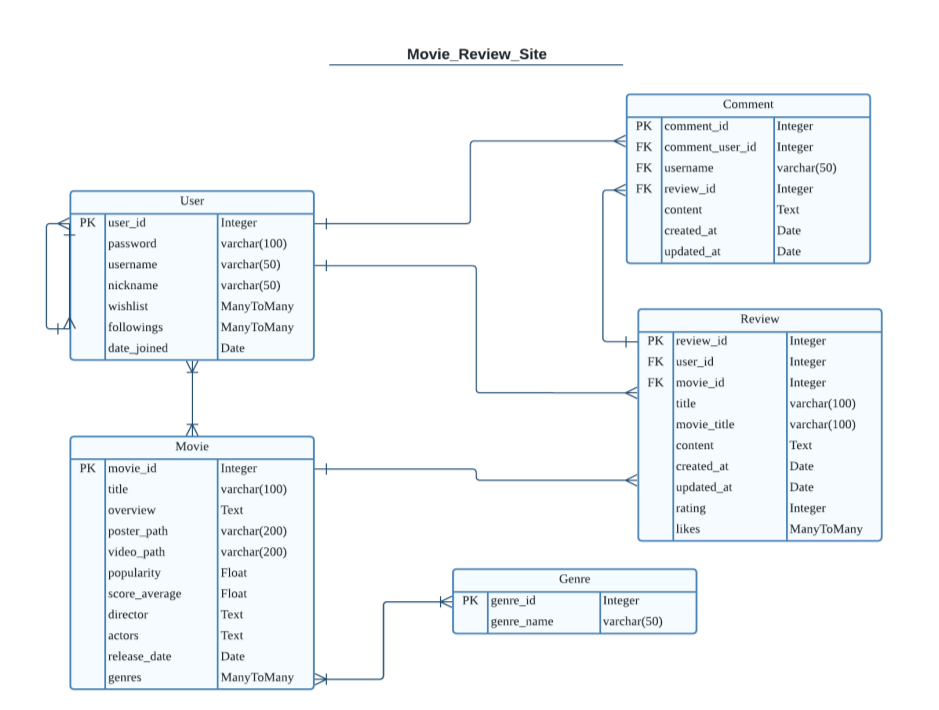 Movie_Review_Site
Comment
PK comment_id Integer
FK comment_user_id Integer
FK username varchar(50)
FK review_id Integer
content Text
created_at Date
updated_at Date
User
PK user_id Integer
password varchar(100)
username varchar(50)
nickname varchar(50)
wishlist ManyToMany
followings ManyToMany
date_joined Date
Review
PK review_id Integer
FK user_id Integer
FK movie_id Integer
title varchar(100)
movie_title varchar(100)
content Text
created_at Date
updated_at Date
rating Integer
likes ManyToMany
Movie
PK movie_id Integer
title varchar(100)
overview Text
poster_path varchar(200)
video_path varchar(200)
popularity Float
score_average Float
director Text
actors Text
release_date Date
genres ManyToMany
Genre
PK genre_id Integer
genre_name varchar(50)